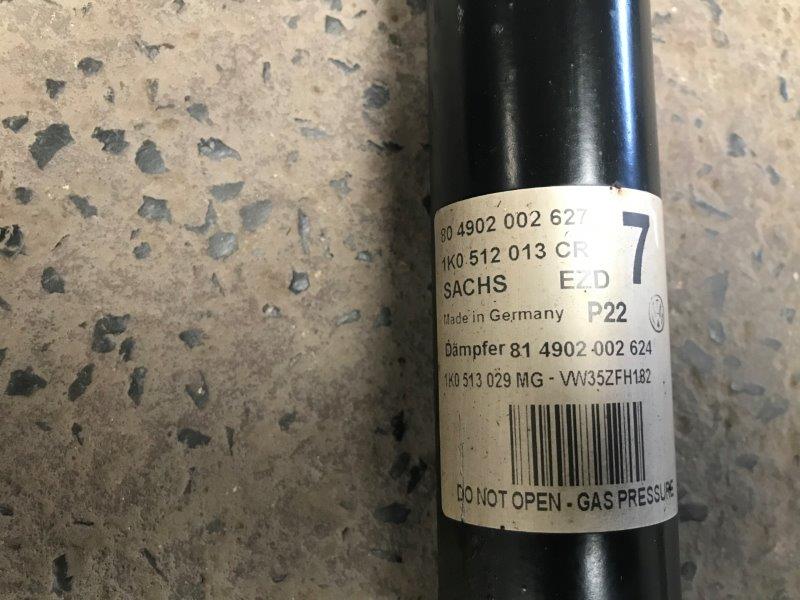 80 4902 002 627
7
1K0 512 013 CR
SACHS EZD
Made in Germany P22
Dämpfer 81 4902 002 624
1K0 513 029 MG - VW35ZFH182
DO NOT OPEN - GAS PRESSURE